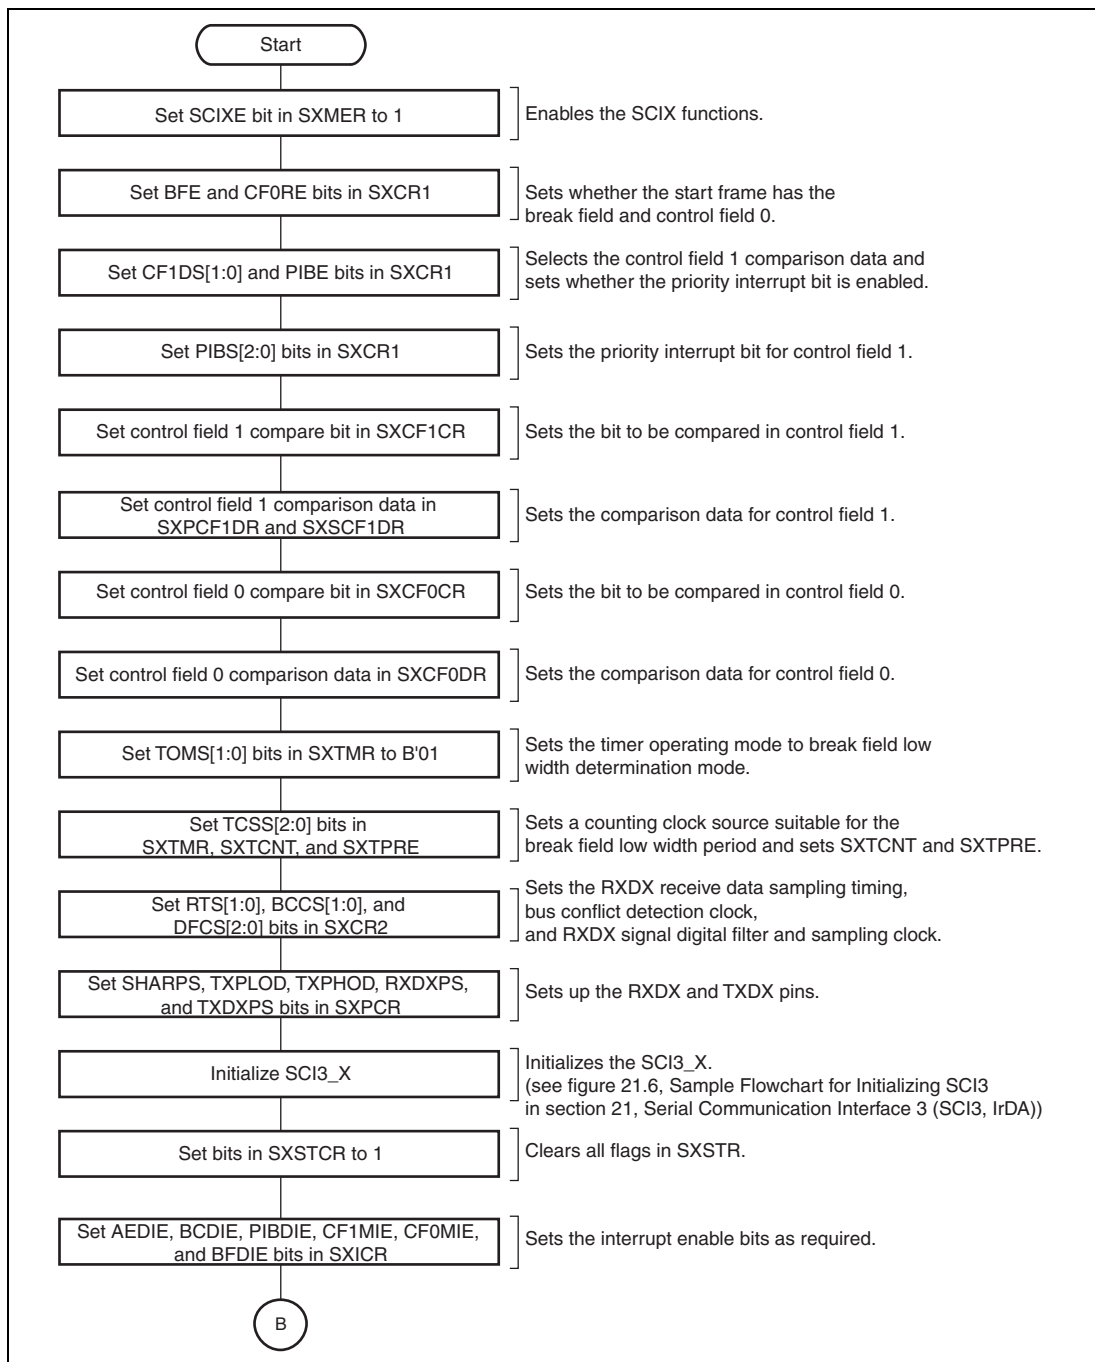 Start
Set SCIXE bit in SXMER to 1
Enables the SCIX functions.
Set BFE and CF0RE bits in SXCR1
Sets whether the start frame has the
break field and control field 0.
Set CF1DS[1:0] and PIBE bits in SXCR1
Selects the control field 1 comparison data and
sets whether the priority interrupt bit is enabled.
Set PIBS[2:0] bits in SXCR1
Sets the priority interrupt bit for control field 1.
Set control field 1 compare bit in SXCF1CR
Sets the bit to be compared in control field 1.
Set control field 1 comparison data in
SXPCF1DR and SXSCF1DR
Sets the comparison data for control field 1.
Set control field 0 compare bit in SXCF0CR
Sets the bit to be compared in control field 0.
Set control field 0 comparison data in SXCF0DR
Sets the comparison data for control field 0.
Set TOMS[1:0] bits in SXTMR to B'01
Sets the timer operating mode to break field low
width determination mode.
Set TCSS[2:0] bits in
SXTMR, SXTCNT, and SXTPRE
Sets a counting clock source suitable for the
break field low width period and sets SXTCNT and SXTPRE.
Set RTS[1:0], BCCS[1:0], and
DFCS[2:0] bits in SXCR2
Sets the RXDX receive data sampling timing,
bus conflict detection clock,
and RXDX signal digital filter and sampling clock.
Set SHARPS, TXPLOD, TXPHOD, RXDXPS,
and TXDXPS bits in SXPCR
Sets up the RXDX and TXDX pins.
Initialize SCI3_X
Initializes the SCI3_X.
(see figure 21.6, Sample Flowchart for Initializing SCI3
in section 21, Serial Communication Interface 3 (SCI3, IrDA))
Set bits in SXSTCR to 1
Clears all flags in SXSTR.
Set AEDIE, BCDIE, PIBDIE, CF1MIE, CF0MIE,
and BFDIE bits in SXICR
Sets the interrupt enable bits as required.
B